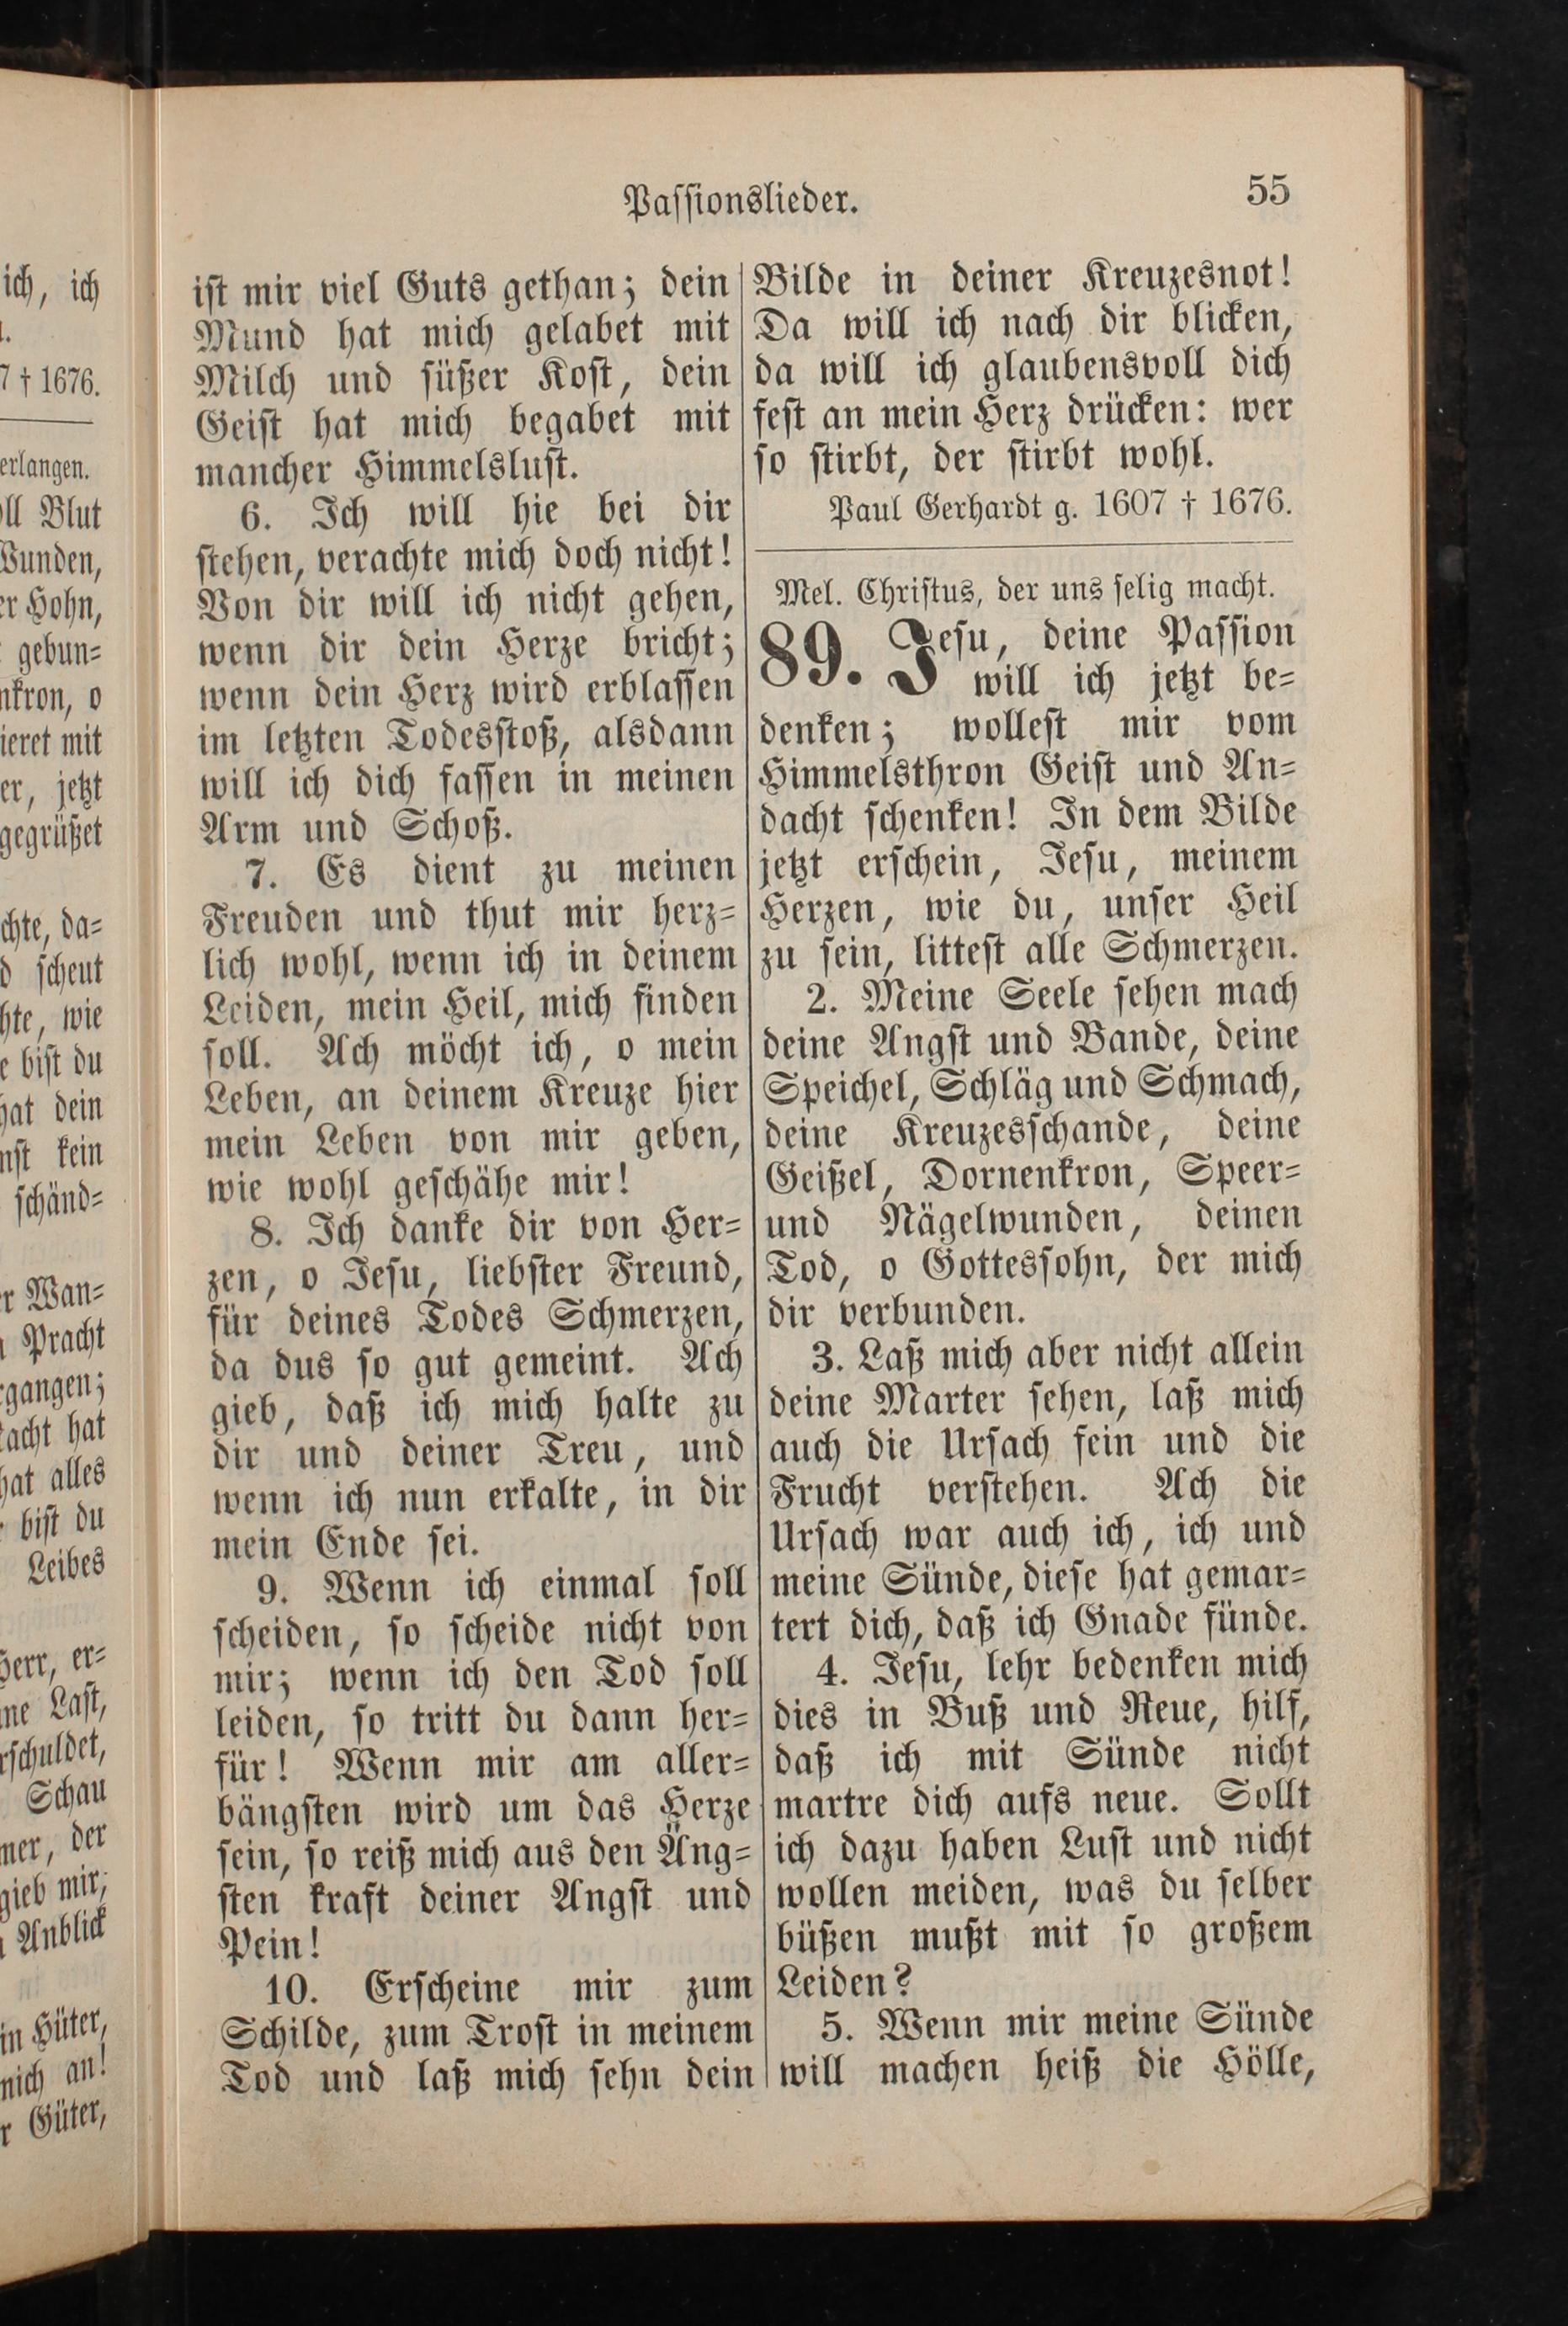 Passionslieder.
55
ist mir viel Guts gethan; dein
Mund hat mich gelabet mit
Milch und süßer Kost, dein
Geist hat mich begabet mit
mancher Himmelslust.
6. Ich will hie bei dir
stehen, verachte mich doch nicht!
Von dir will ich nicht gehen,
wenn dir dein Herze bricht;
wenn dein Herz wird erblassen
im letzten Todesstoß, alsdann
will ich dich fassen in meinen
Arm und Schoß.
7. Es dient zu meinen
Freuden und thut mir herz=
lich wohl, wenn ich in deinem
Leiden, mein Heil, mich finden
soll. Ach möcht ich, o mein
Leben, an deinem Kreuze hier
mein Leben von mir geben,
wie wohl geschähe mir!
8. Ich danke dir von Her=
zen, o Jesu, liebster Freund,
für deines Todes Schmerzen,
da dus so gut gemeint. Ach
gieb, daß ich mich halte zu
dir und deiner Treu, und
wenn ich nun erkalte, in dir
mein Ende sei.
9. Wenn ich einmal soll
scheiden, so scheide nicht von
mir; wenn ich den Tod soll
leiden, so tritt du dann her=
für! Wenn mir am aller=
bängsten wird um das Herze
sein, so reiß mich aus den Äng=
sten kraft deiner Angst und
Pein!
10. Erscheine mir zum
Schilde, zum Trost in meinem
Tod und laß mich sehn dein
Bilde in deiner Kreuzesnot!
Da will ich nach dir blicken,
da will ich glaubensvoll dich
fest an mein Herz drücken: wer
so stirbt, der stirbt wohl.
Paul Gerhardt g. 1607 † 1676.
Mel. Christus, der uns selig macht.
89. Jesu, deine Passion
will ich jetzt be=
denken; wollest mir vom
Himmelsthron Geist und An=
dacht schenken! In dem Bilde
jetzt erschein, Jesu, meinem
Herzen, wie du, unser Heil
zu sein, littest alle Schmerzen.
2. Meine Seele sehen mach
deine Angst und Bande, deine
Speichel, Schläg und Schmach,
deine Kreuzesschande, deine
Geißel, Dornenkron, Speer=
und Nägelwunden, deinen
Tod, o Gottessohn, der mich
dir verbunden.
3. Laß mich aber nicht allein
deine Marter sehen, laß mich
auch die Ursach fein und die
Frucht verstehen. Ach die
Ursach war auch ich, ich und
meine Sünde, diese hat gemar=
tert dich, daß ich Gnade fünde.
4. Jesu, lehr bedenken mich
dies in Buß und Reue, hilf,
daß ich mit Sünde nicht
martre dich aufs neue. Sollt
ich dazu haben Lust und nicht
wollen meiden, was du selber
büßen mußt mit so großem
Leiden?
5. Wenn mir meine Sünde
will machen heiß die Hölle,